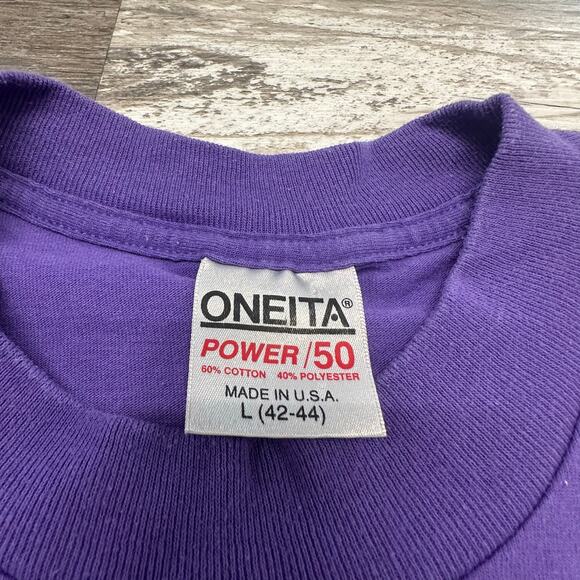 ONEITA®
POWER/50
60% COTTON 40% POLYESTER
MADE IN U.S.A.
L (42-44)